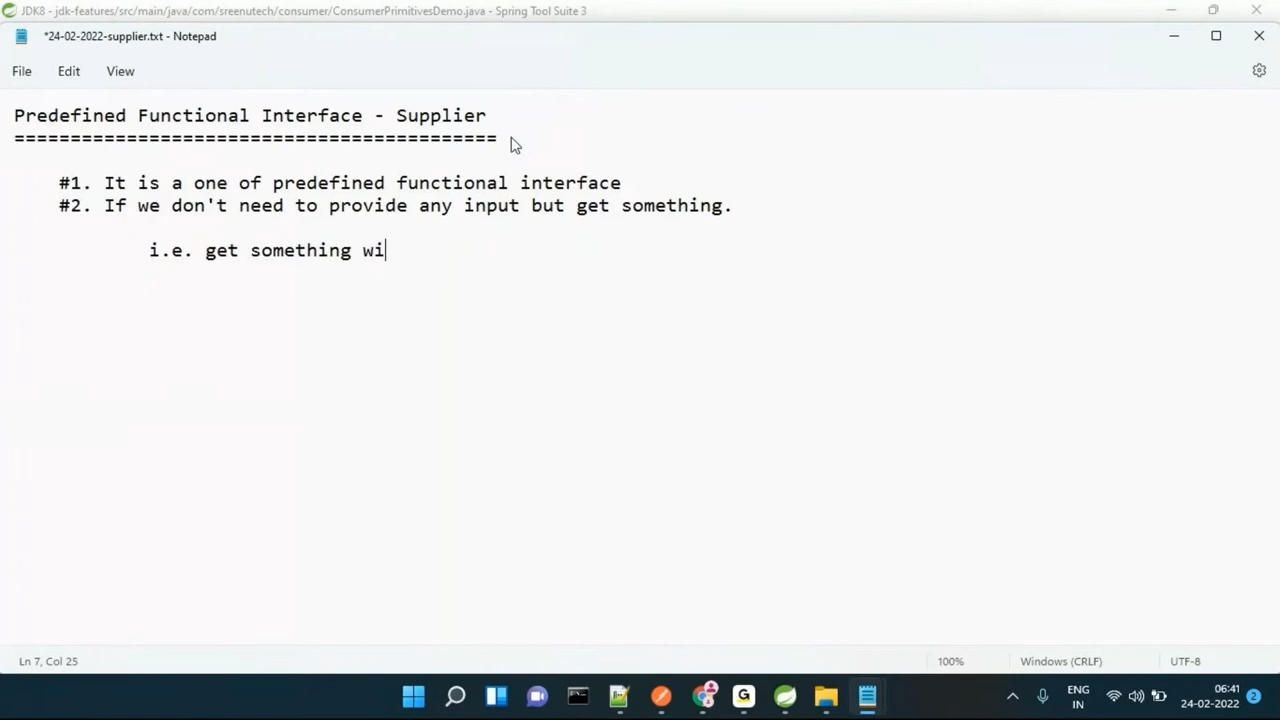 JDK8 - jdk-features/src/main/java/com/sreenutech/consumer/ConsumerPrimitivesDemo.java - Spring Tool Suite 3
*24-02-2022-supplier.txt - Notepad
File Edit View
Predefined Functional Interface - Supplier
===========================================
#1. It is a one of predefined functional interface
#2. If we don't need to provide any input but get something.
i.e. get something wi
Ln 7, Col 25
100%
Windows (CRLF)
UTF-8
G
ENG
IN
06:41
24-02-2022
2